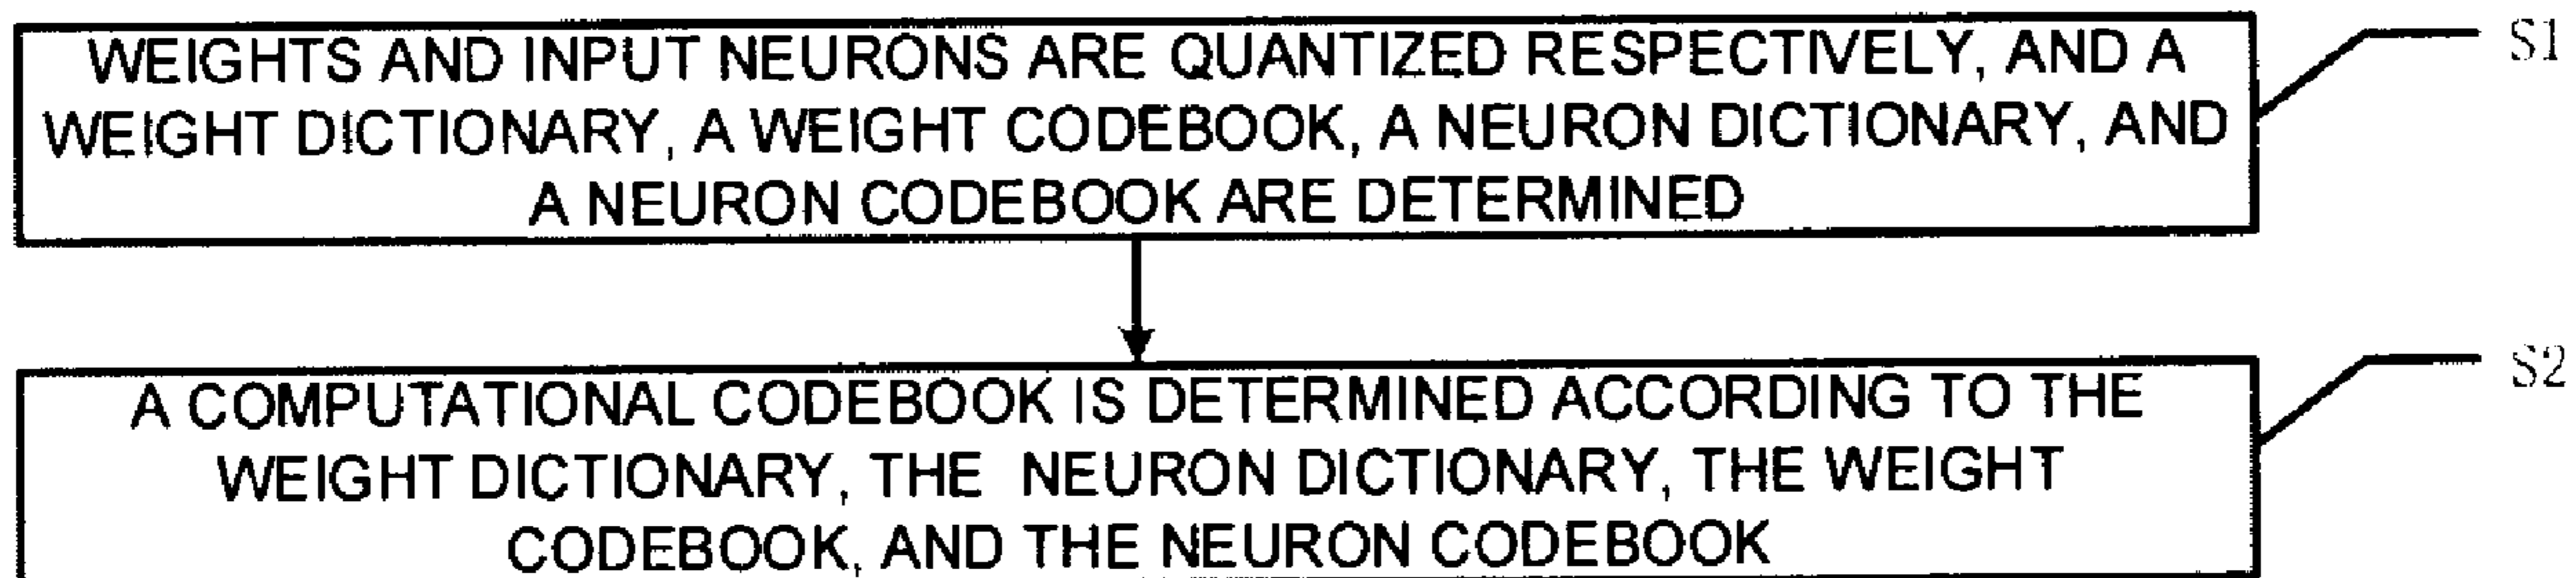 WEIGHTS AND INPUT NEURONS ARE QUANTIZED RESPECTIVELY, AND A
WEIGHT DICTIONARY, A WEIGHT CODEBOOK, A NEURON DICTIONARY, AND
A NEURON CODEBOOK ARE DETERMINED
S1
A COMPUTATIONAL CODEBOOK IS DETERMINED ACCORDING TO THE
WEIGHT DICTIONARY, THE NEURON DICTIONARY, THE WEIGHT
CODEBOOK, AND THE NEURON CODEBOOK
S2